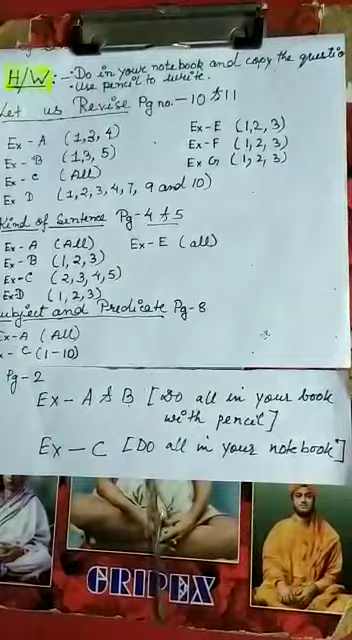 H/W :- Do in your notebook and copy the questio
• Use pencil to write.
Let us Revise Pg no. - 10 & 11
Ex - A (1,3,4)
Ex - B (1,3,5)
Ex - C (All)
Ex D (1,2,3,4,7, 9 and 10)
Ex - E (1,2,3)
Ex - F (1,2,3)
Ex G (1,2,3)
Kind of Sentence Pg - 4 & 5
Ex - A (All) Ex - E (all)
Ex - B (1,2,3)
Ex - C (2,3,4,5)
Ex D (1,2,3)
ubject and Predicate Pg - 8
Ex - A (All)
x - C (1-10)
Pg - 2
Ex - A & B [Do all in your book
with pencil]
Ex - C [Do all in your notebook]
GRIPEX